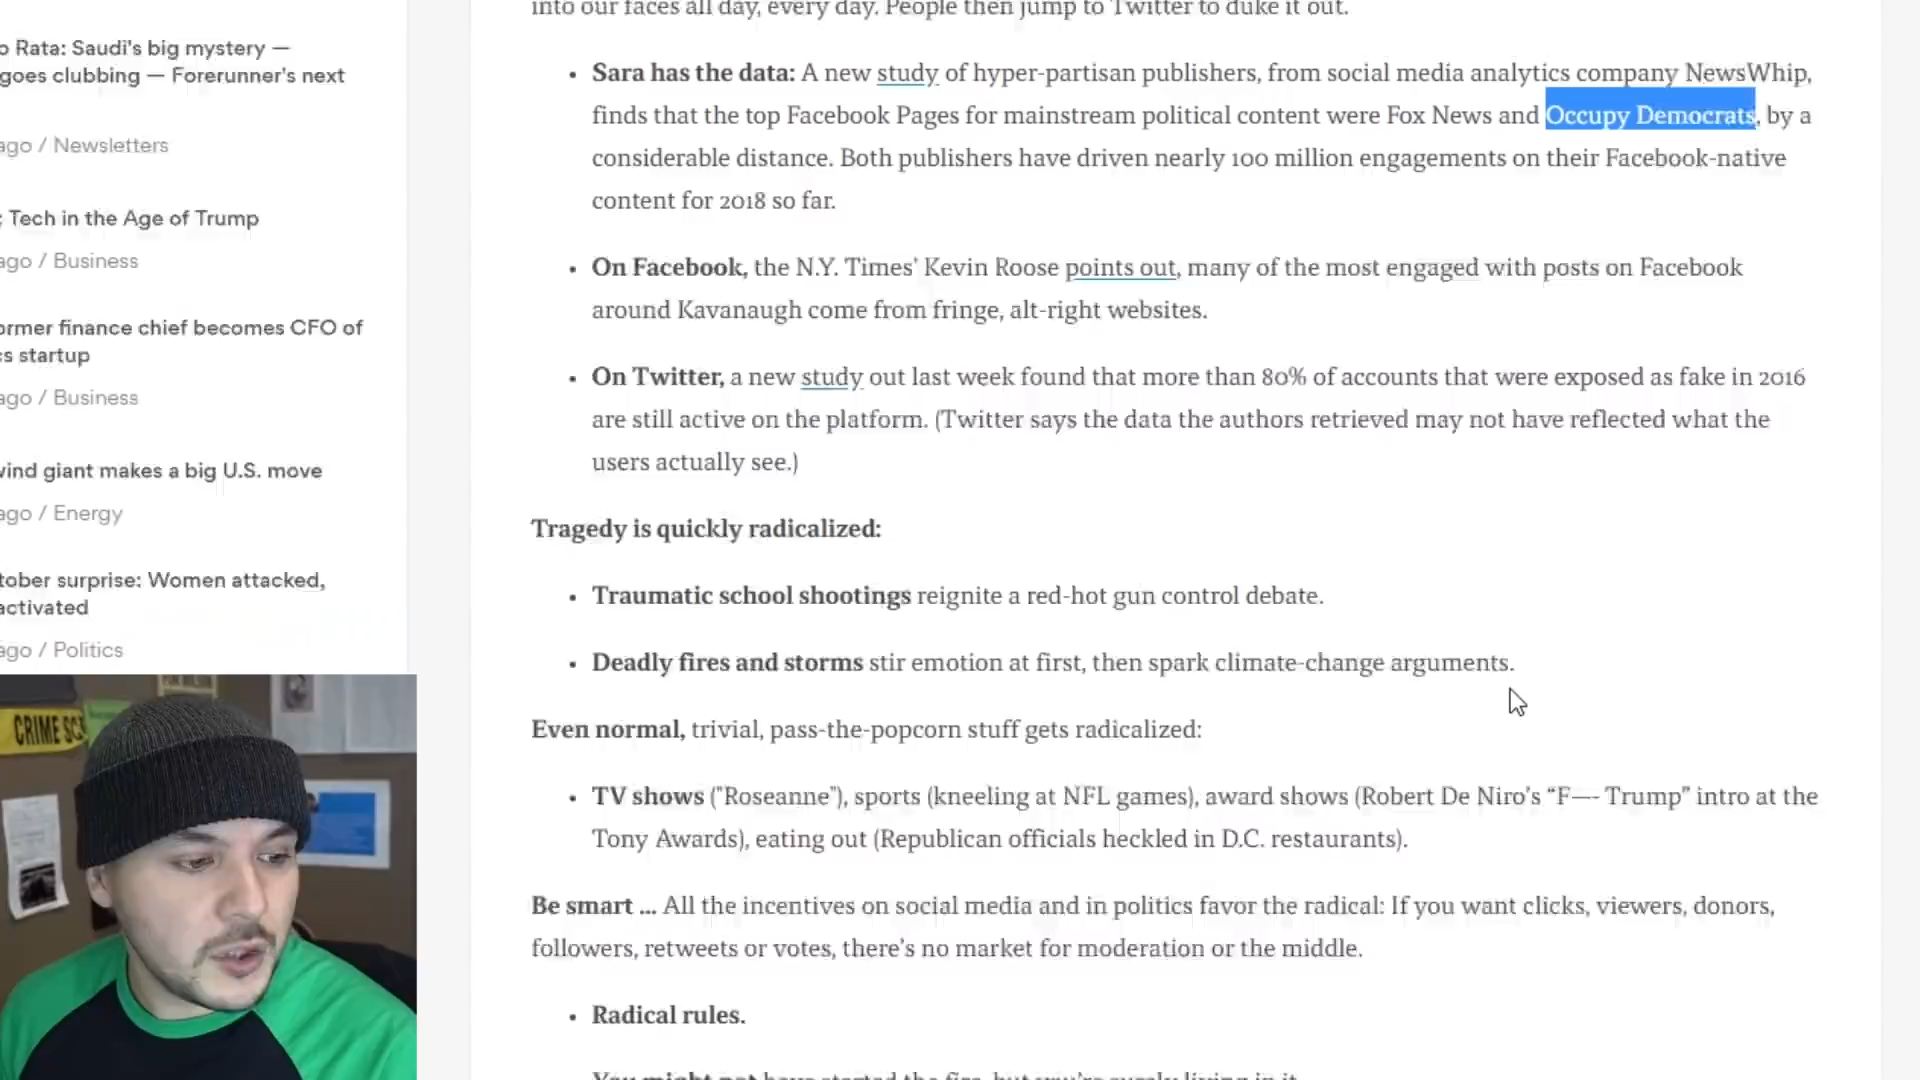 into our faces all day, every day. People then jump to Twitter to duke it out.
o Rata: Saudi's big mystery —
goes clubbing — Forerunner's next
ago / Newsletters
; Tech in the Age of Trump
ago / Business
ormer finance chief becomes CFO of
cs startup
ago / Business
wind giant makes a big U.S. move
ago / Energy
tober surprise: Women attacked,
activated
ago / Politics
• Sara has the data: A new study of hyper-partisan publishers, from social media analytics company NewsWhip,
finds that the top Facebook Pages for mainstream political content were Fox News and Occupy Democrats, by a
considerable distance. Both publishers have driven nearly 100 million engagements on their Facebook-native
content for 2018 so far.
• On Facebook, the N.Y. Times' Kevin Roose points out, many of the most engaged with posts on Facebook
around Kavanaugh come from fringe, alt-right websites.
• On Twitter, a new study out last week found that more than 80% of accounts that were exposed as fake in 2016
are still active on the platform. (Twitter says the data the authors retrieved may not have reflected what the
users actually see.)
Tragedy is quickly radicalized:
• Traumatic school shootings reignite a red-hot gun control debate.
• Deadly fires and storms stir emotion at first, then spark climate-change arguments.
Even normal, trivial, pass-the-popcorn stuff gets radicalized:
• TV shows ("Roseanne"), sports (kneeling at NFL games), award shows (Robert De Niro's “F—- Trump” intro at the
Tony Awards), eating out (Republican officials heckled in D.C. restaurants).
Be smart ... All the incentives on social media and in politics favor the radical: If you want clicks, viewers, donors,
followers, retweets or votes, there's no market for moderation or the middle.
• Radical rules.
You might not have started the fire, but you're surely living in it.
CRIME SC